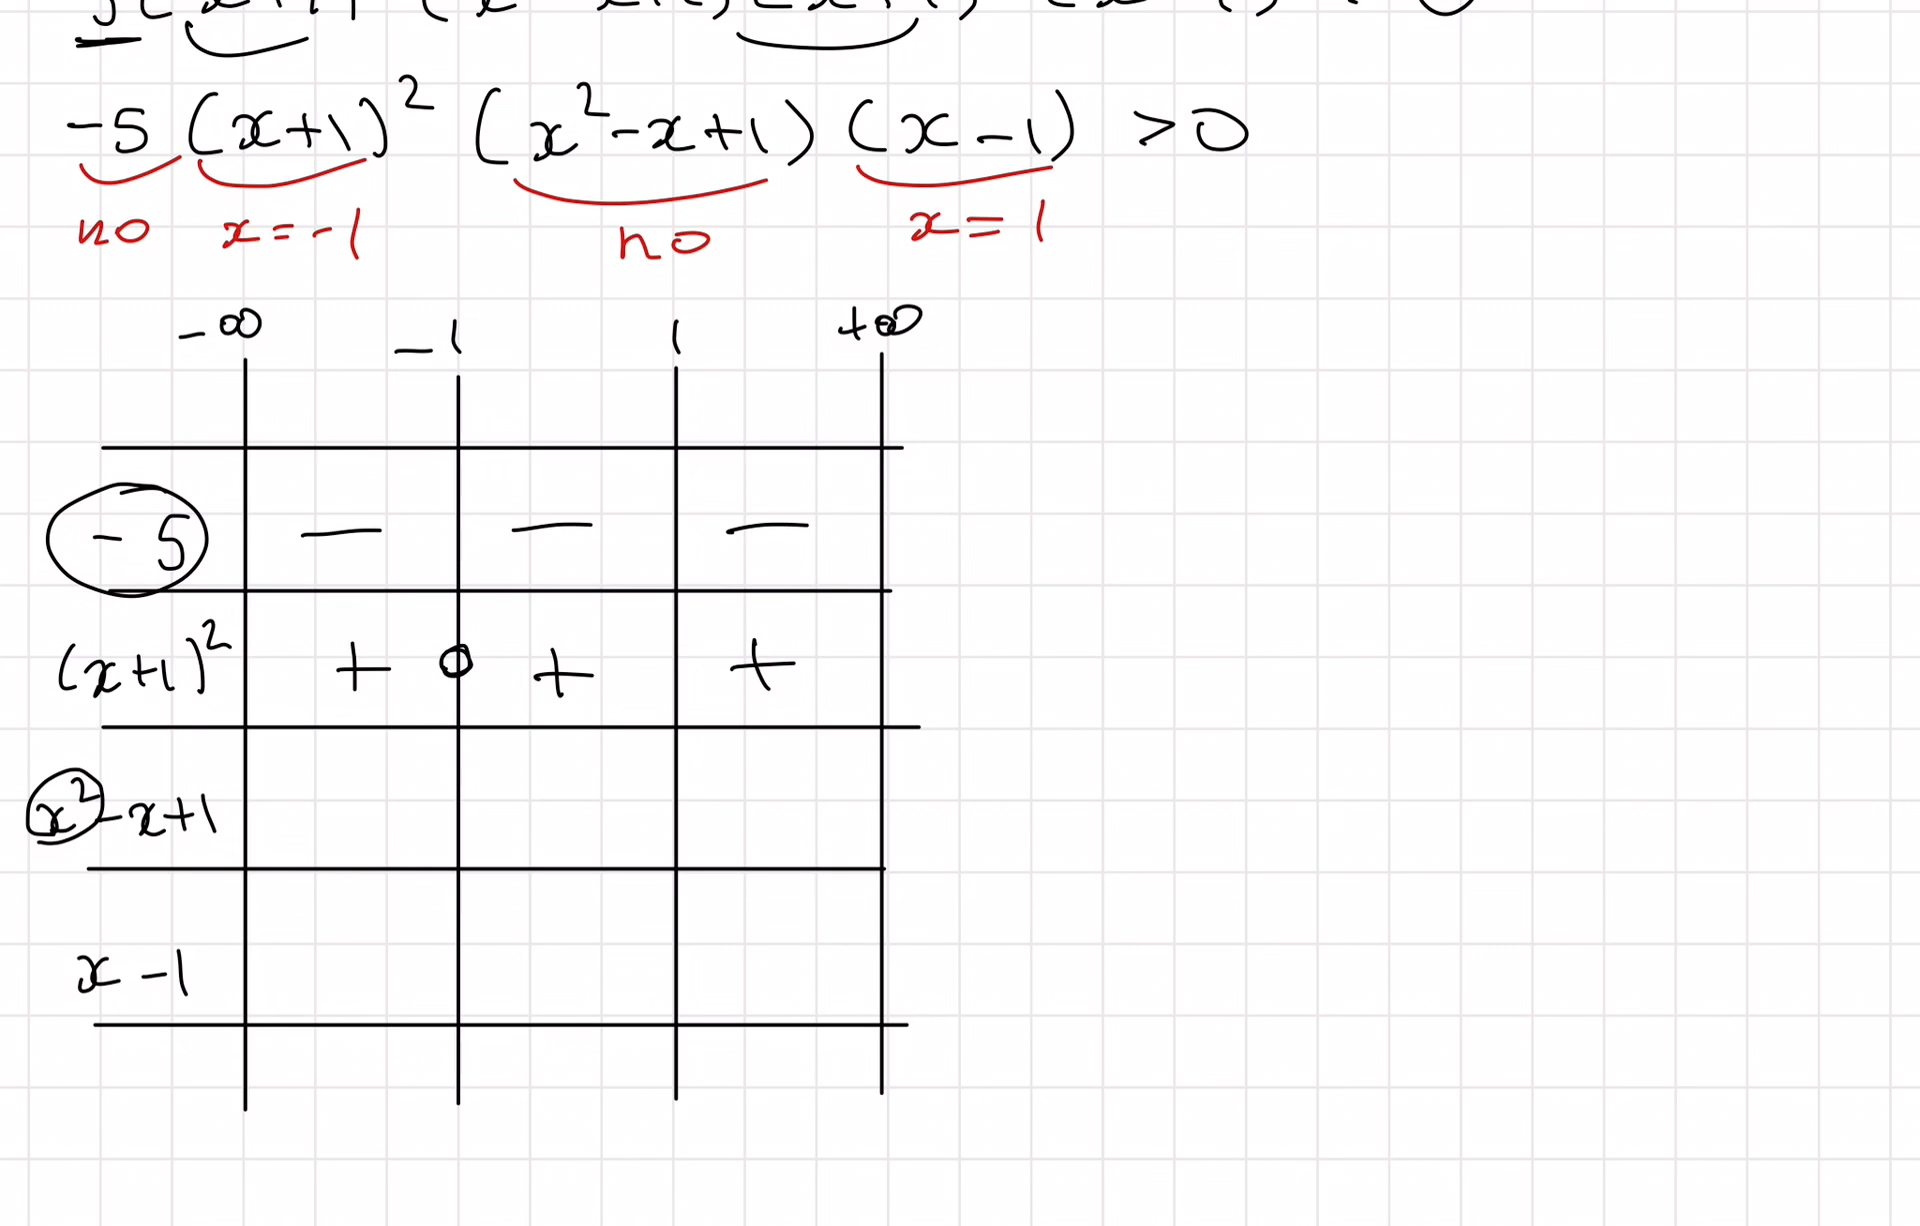 -5 (x+1)² (x²-x+1) (x-1) >0
no x=-1 no x=1
-∞ -1 1 +∞
-5 — — —
(x+1)² + 0 + +
x²-x+1
x-1